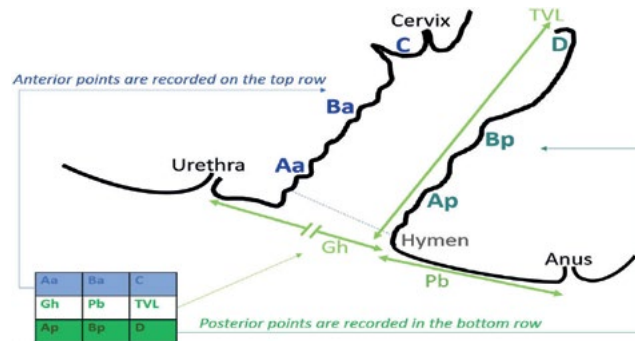 Cervix
TVL
C
D
Anterior points are recorded on the top row
Ba
Bp
Urethra
Aa
Ap
Hymen
Gh
Anus
Pb
Aa Ba C
Gh Pb TVL
Ap Bp D
Posterior points are recorded in the bottom row